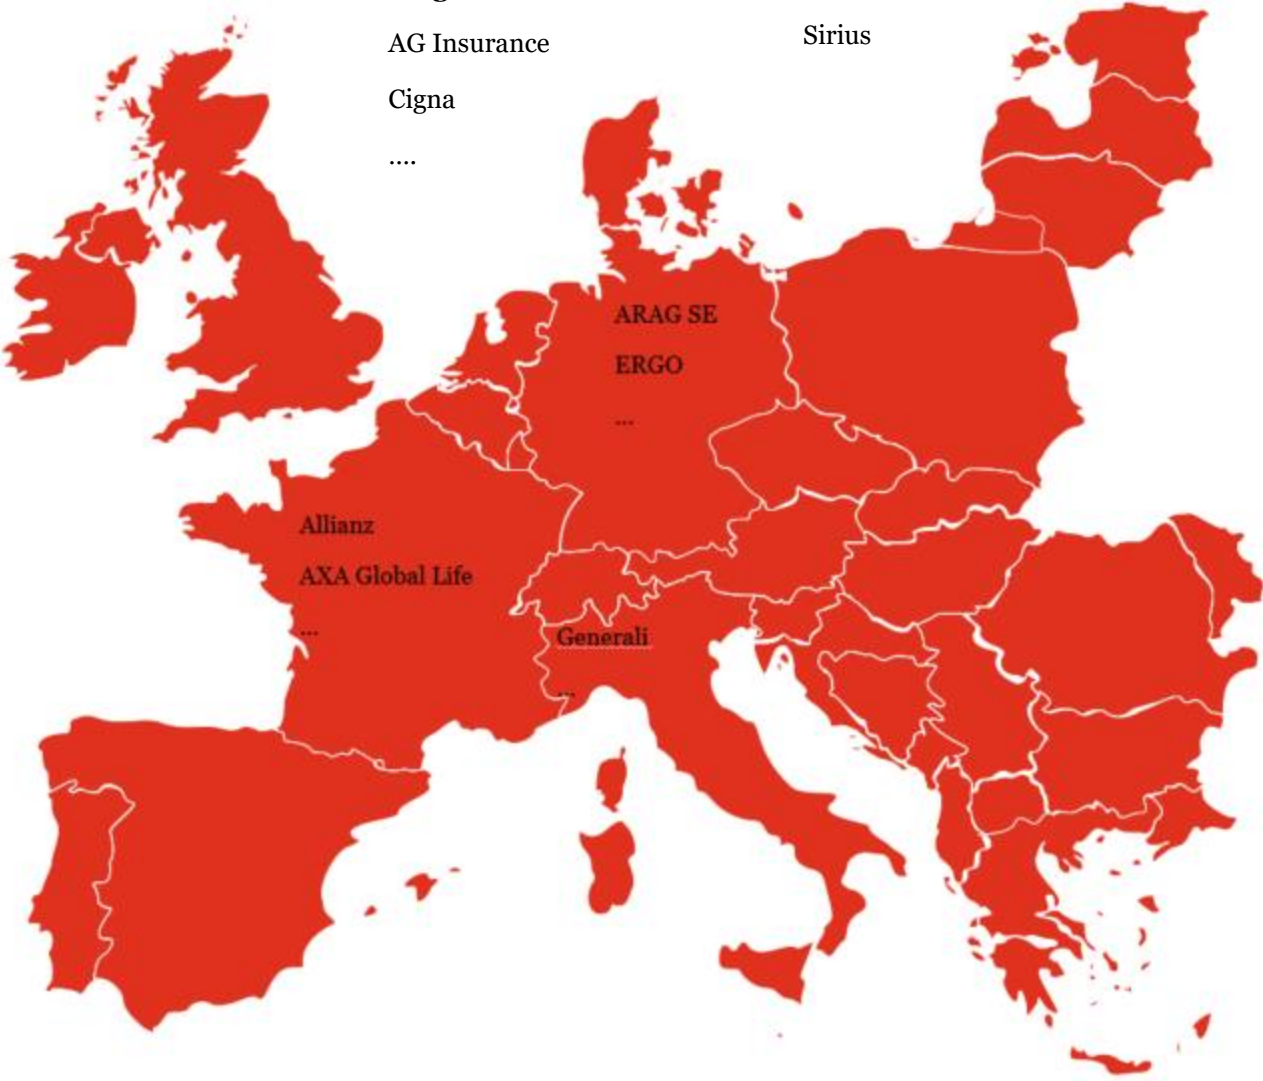 AG Insurance
Cigna
....
Sirius
ARAG SE
ERGO
...
Allianz
AXA Global Life
...
Generali
...